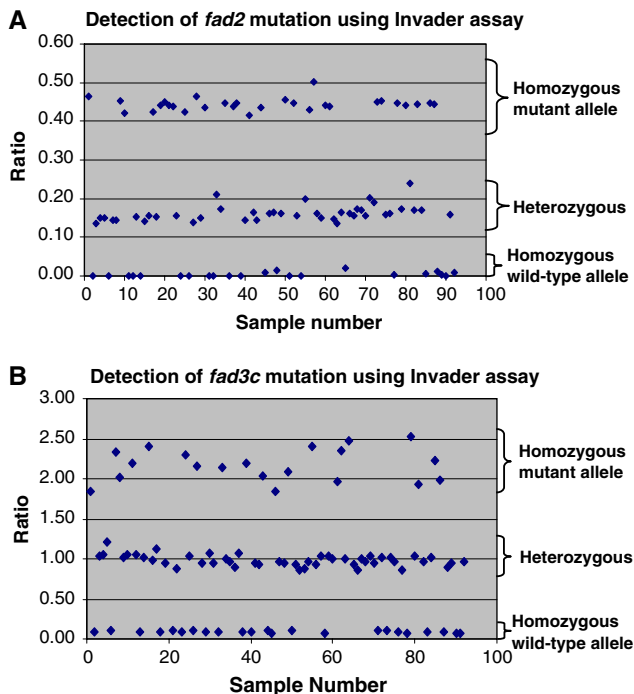 A
Detection of fad2 mutation using Invader assay
0.60
0.50
0.40
0.30
0.20
0.10
0.00
Ratio
0 10 20 30 40 50 60 70 80 90 100
Sample number
Homozygous
mutant allele
Heterozygous
Homozygous
wild-type allele
B
Detection of fad3c mutation using Invader assay
3.00
2.50
2.00
1.50
1.00
0.50
0.00
Ratio
0 20 40 60 80 100
Sample Number
Homozygous
mutant allele
Heterozygous
Homozygous
wild-type allele